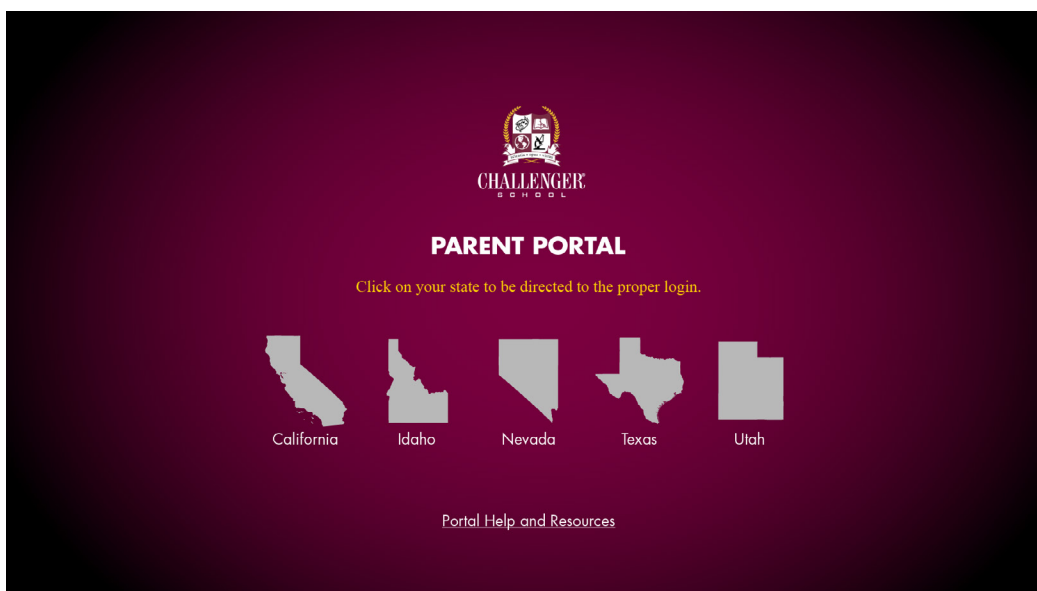 CHALLENGER®
SCHOOL
PARENT PORTAL
Click on your state to be directed to the proper login.
California
Idaho
Nevada
Texas
Utah
Portal Help and Resources